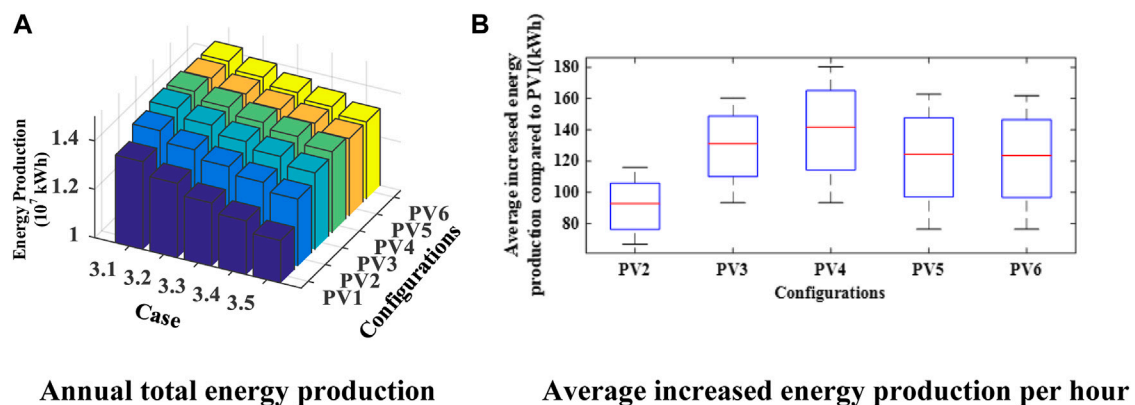 A
Energy Production
(10⁷ kWh)
1.4
1.2
1
3.1
3.2
3.3
3.4
3.5
Case
PV1
PV2
PV3
PV4
PV5
PV6
Configurations
Annual total energy production
B
Average increased energy
production compared to PV1(kWh)
180
160
140
120
100
80
PV2 PV3 PV4 PV5 PV6
Configurations
Average increased energy production per hour